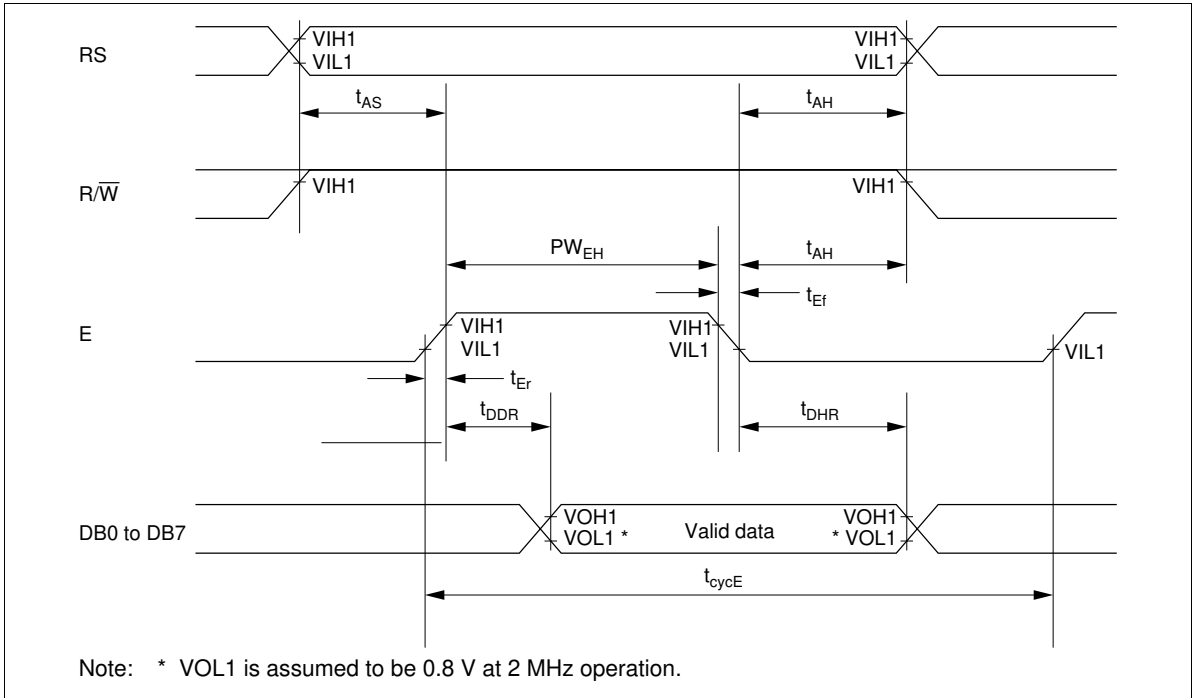 RS
VIH1
VIL1
VIH1
VIL1
tAS
tAH
R/W̅
VIH1
VIH1
PWEH
tAH
tEf
E
VIH1
VIL1
VIH1
VIL1
VIL1
tEr
tDDR
tDHR
DB0 to DB7
VOH1
VOL1 *
Valid data
VOH1
* VOL1
tcycE
Note: * VOL1 is assumed to be 0.8 V at 2 MHz operation.